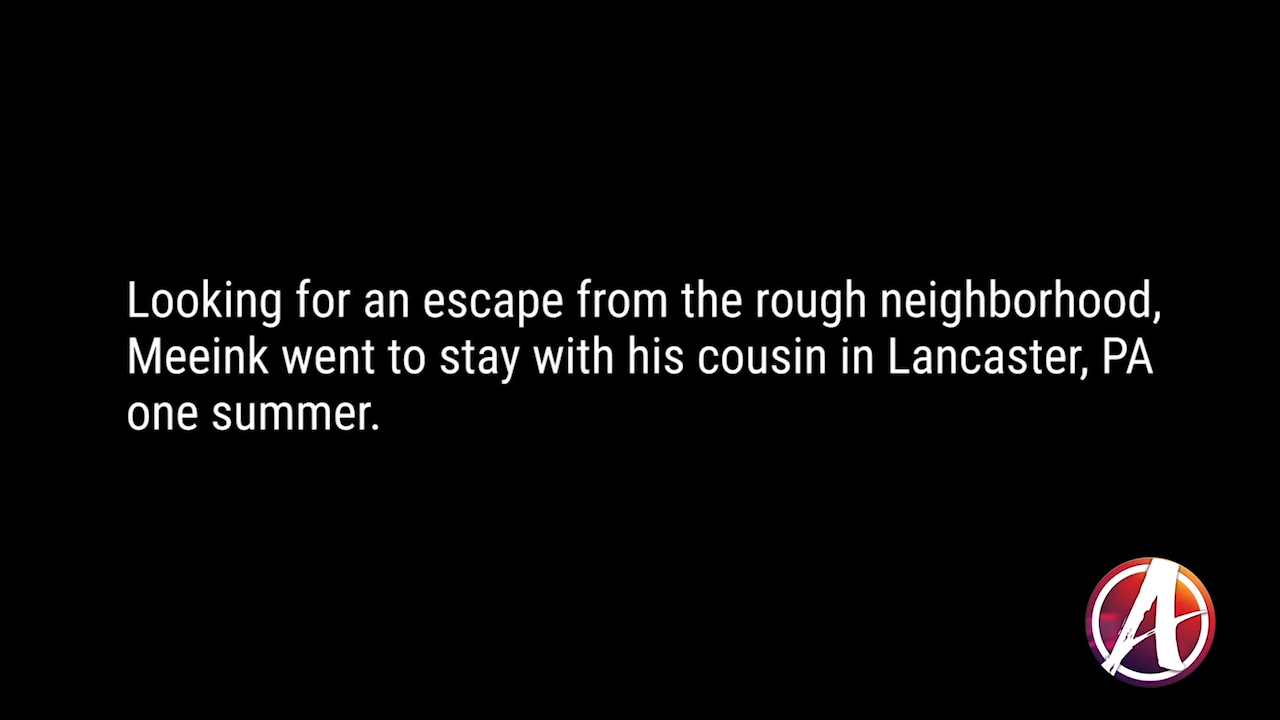 Looking for an escape from the rough neighborhood,
Meeink went to stay with his cousin in Lancaster, PA
one summer.
A